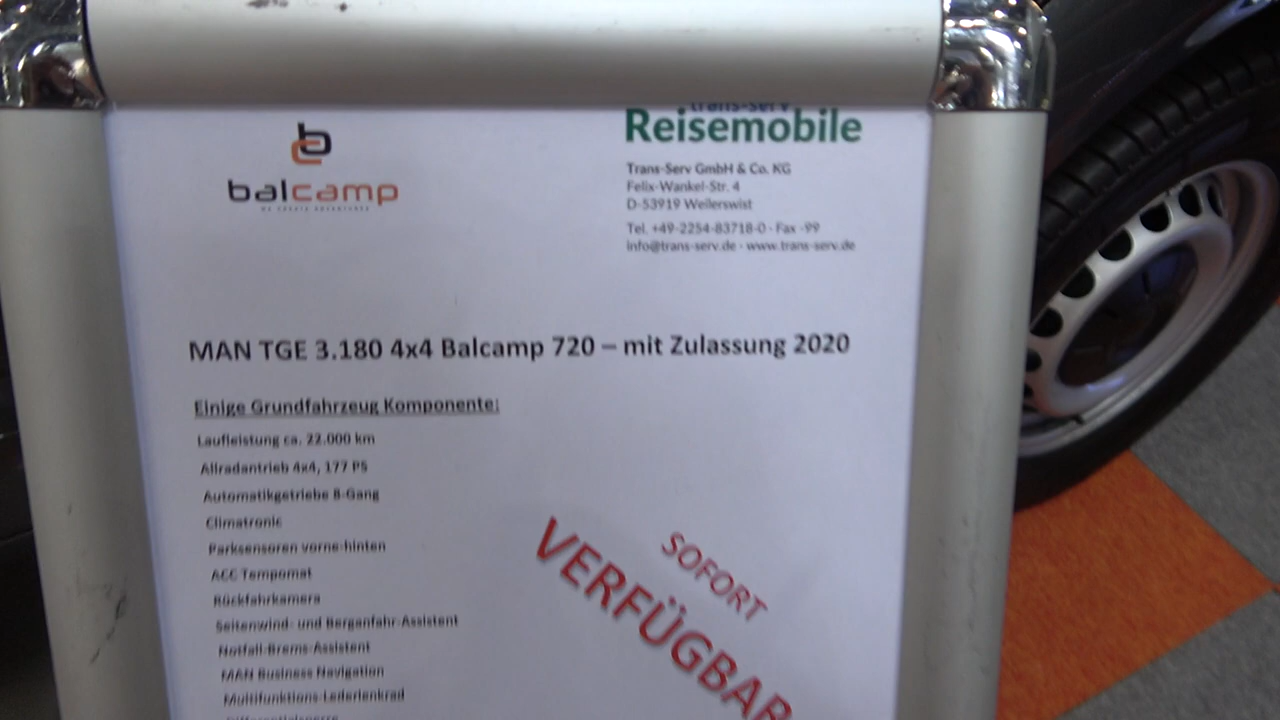 balcamp
trans-serv
Reisemobile
Trans-Serv GmbH & Co. KG
Felix-Wankel-Str. 4
D-53919 Weilerswist
Tel. +49-2254-83718-0 · Fax -99
info@trans-serv.de · www.trans-serv.de
MAN TGE 3.180 4x4 Balcamp 720 – mit Zulassung 2020
Einige Grundfahrzeug Komponente:
Laufleistung ca. 22.000 km
Allradantrieb 4x4, 177 PS
Automatikgetriebe 8-Gang
Climatronic
Parksensoren vorne-hinten
ACC Tempomat
Rückfahrkamera
Seitenwind- und Berganfahr-Assistent
Notfall-Brems-Assistent
MAN Business Navigation
Multifunktions-Lederlenkrad
Differentialsperre
SOFORT
VERFÜGBAR